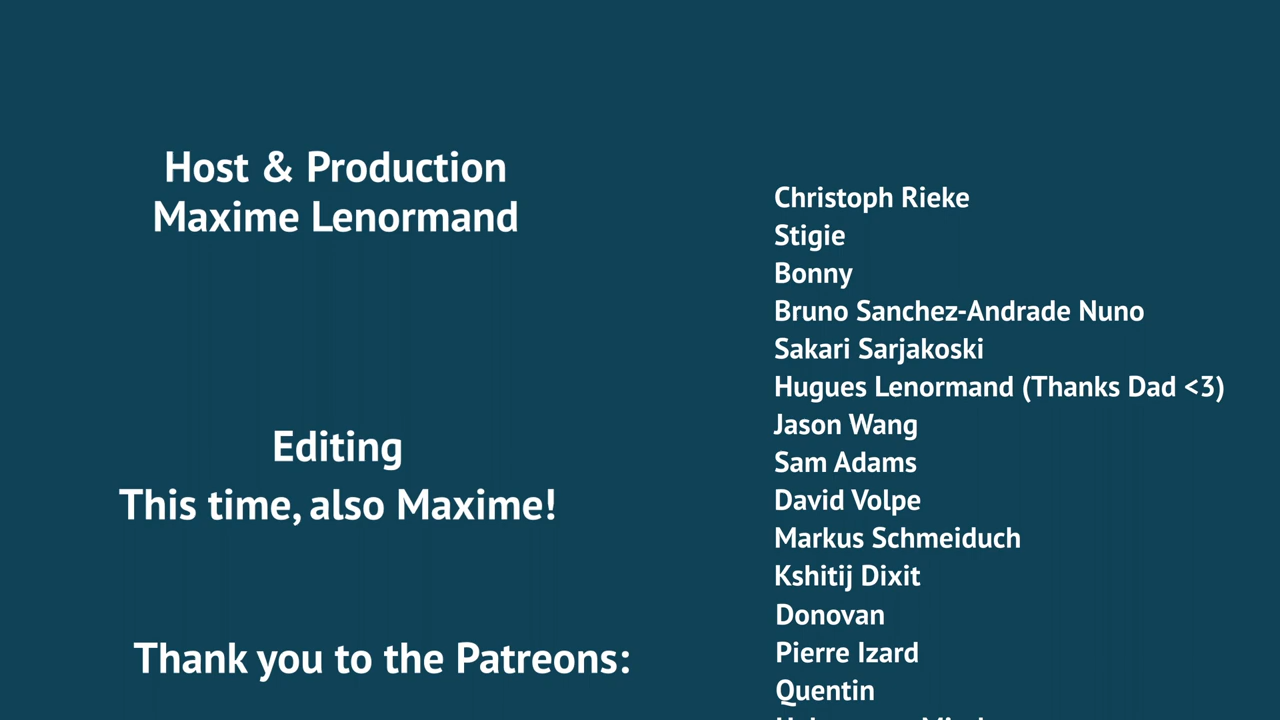 Host & Production
Maxime Lenormand
Editing
This time, also Maxime!
Thank you to the Patreons:
Christoph Rieke
Stigie
Bonny
Bruno Sanchez-Andrade Nuno
Sakari Sarjakoski
Hugues Lenormand (Thanks Dad <3)
Jason Wang
Sam Adams
David Volpe
Markus Schmeiduch
Kshitij Dixit
Donovan
Pierre Izard
Quentin